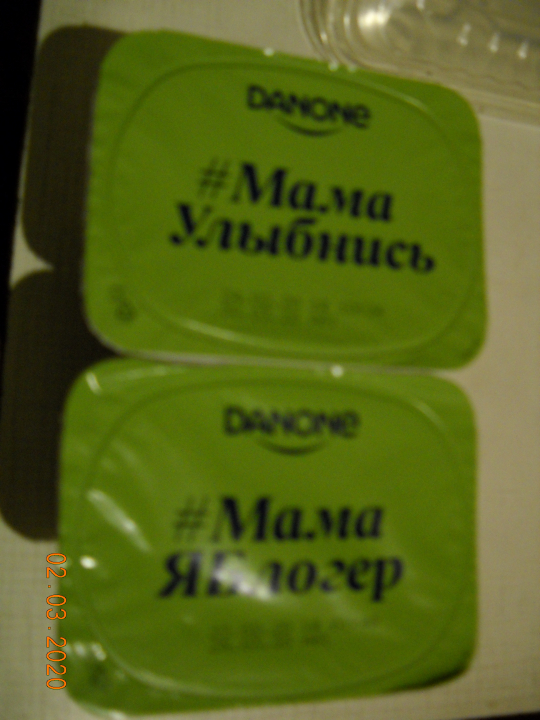 DANONE
#Мама
Улыбнись
DANONE
#Мама
ЯБлогер
02.03.2020